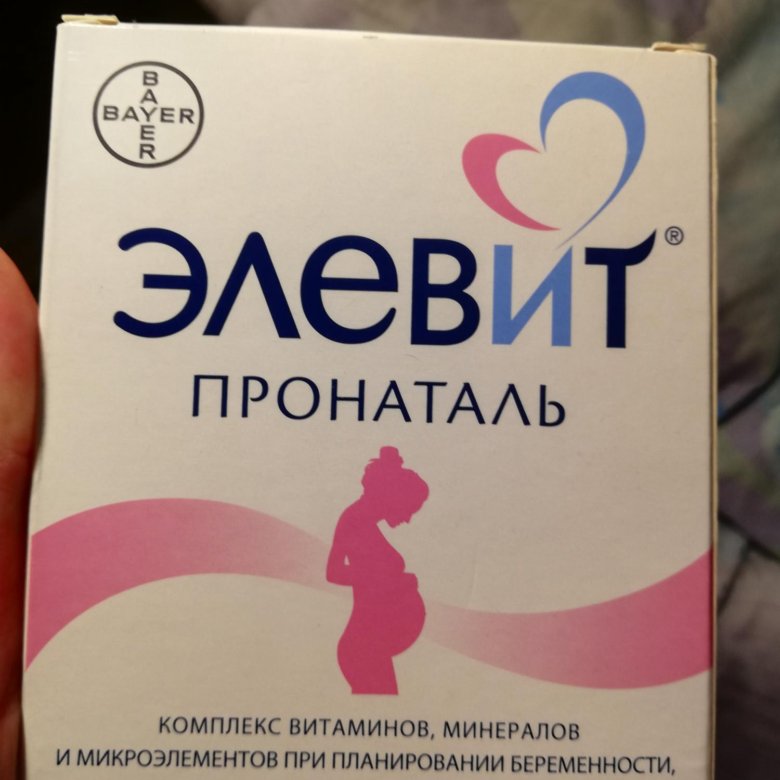 BAYER
BAYER
ЭЛЕВИТ®
ПРОНАТАЛЬ
КОМПЛЕКС ВИТАМИНОВ, МИНЕРАЛОВ
И МИКРОЭЛЕМЕНТОВ ПРИ ПЛАНИРОВАНИИ БЕРЕМЕННОСТИ,